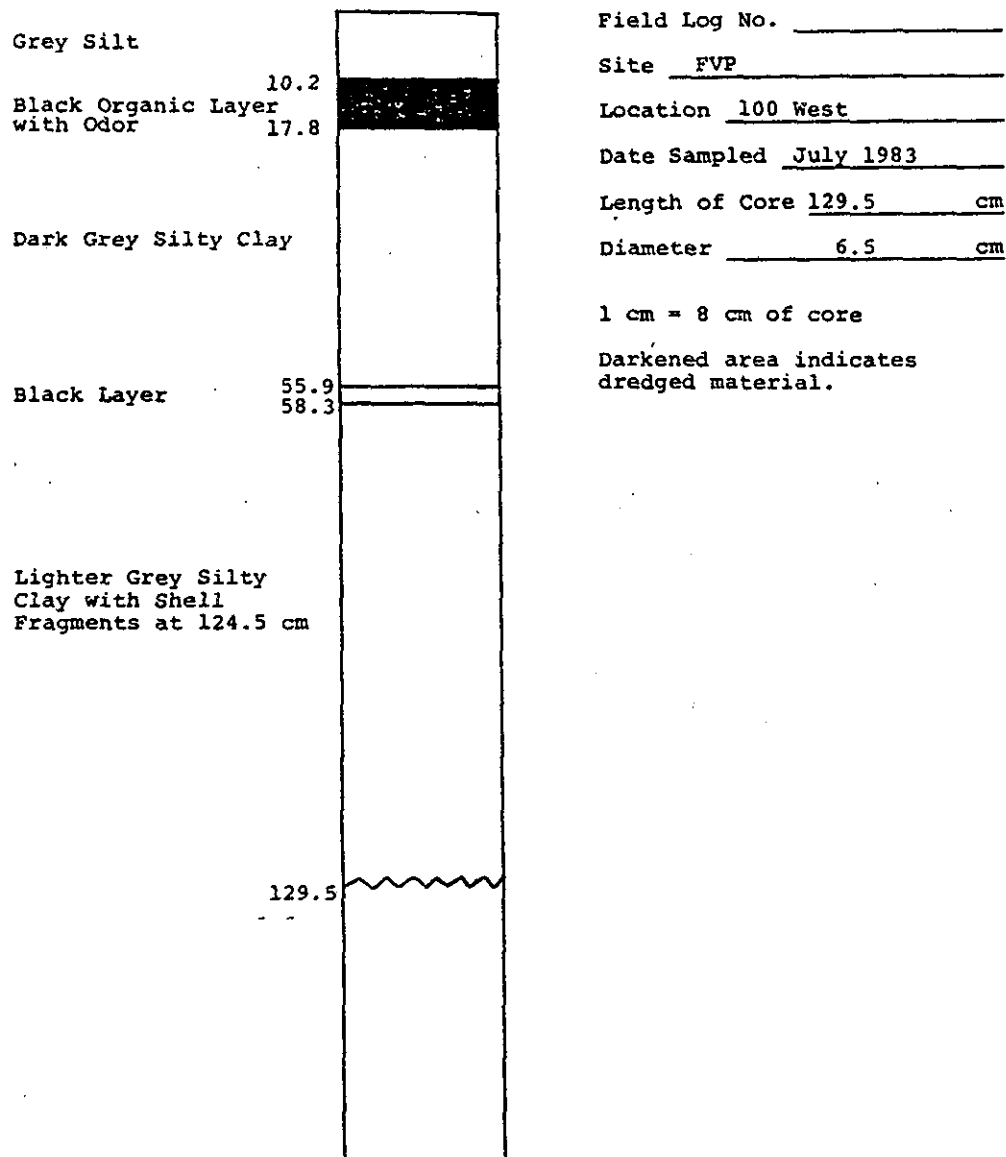 Grey Silt
10.2
Black Organic Layer
with Odor
17.8
Dark Grey Silty Clay
55.9
Black Layer
58.3
Lighter Grey Silty
Clay with Shell
Fragments at 124.5 cm
129.5
Field Log No.
Site FVP
Location 100 West
Date Sampled July 1983
Length of Core 129.5 cm
Diameter 6.5 cm
1 cm = 8 cm of core
Darkened area indicates
dredged material.